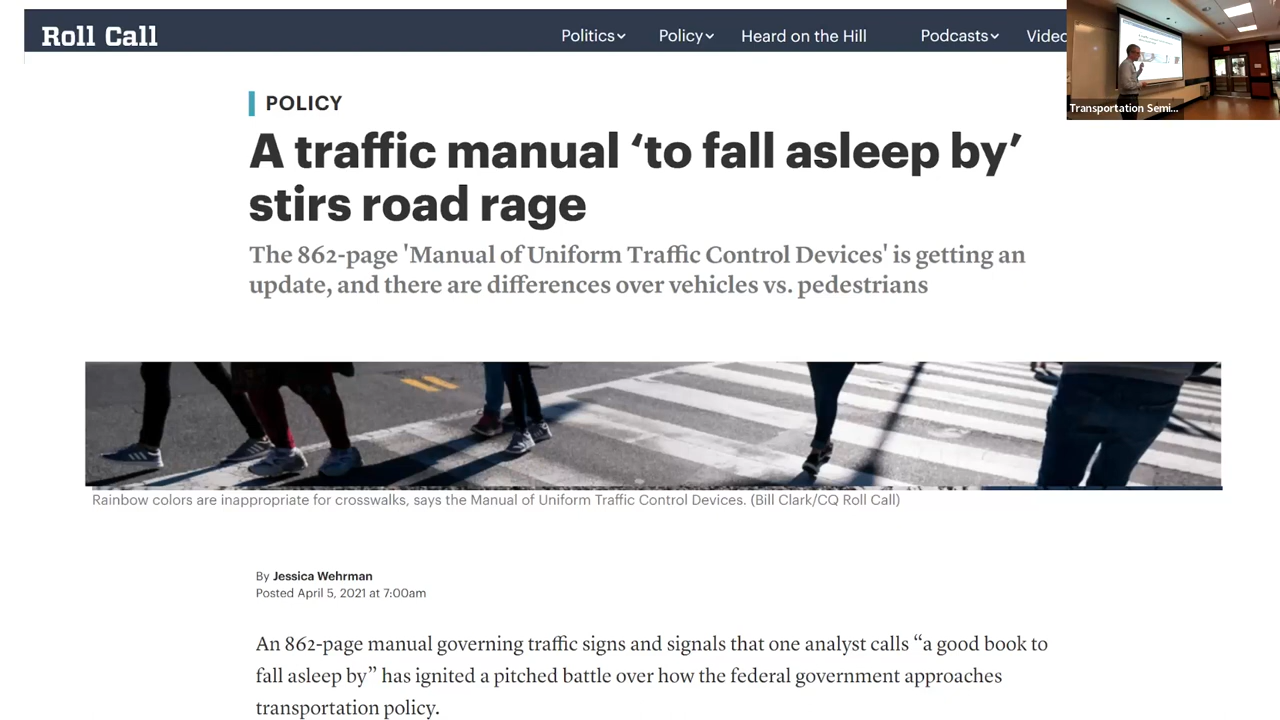 Roll Call
Politics Policy Heard on the Hill Podcasts Video
Transportation Semi...
POLICY
A traffic manual ‘to fall asleep by’
stirs road rage
The 862-page 'Manual of Uniform Traffic Control Devices' is getting an
update, and there are differences over vehicles vs. pedestrians
Rainbow colors are inappropriate for crosswalks, says the Manual of Uniform Traffic Control Devices. (Bill Clark/CQ Roll Call)
By Jessica Wehrman
Posted April 5, 2021 at 7:00am
An 862-page manual governing traffic signs and signals that one analyst calls “a good book to
fall asleep by” has ignited a pitched battle over how the federal government approaches
transportation policy.